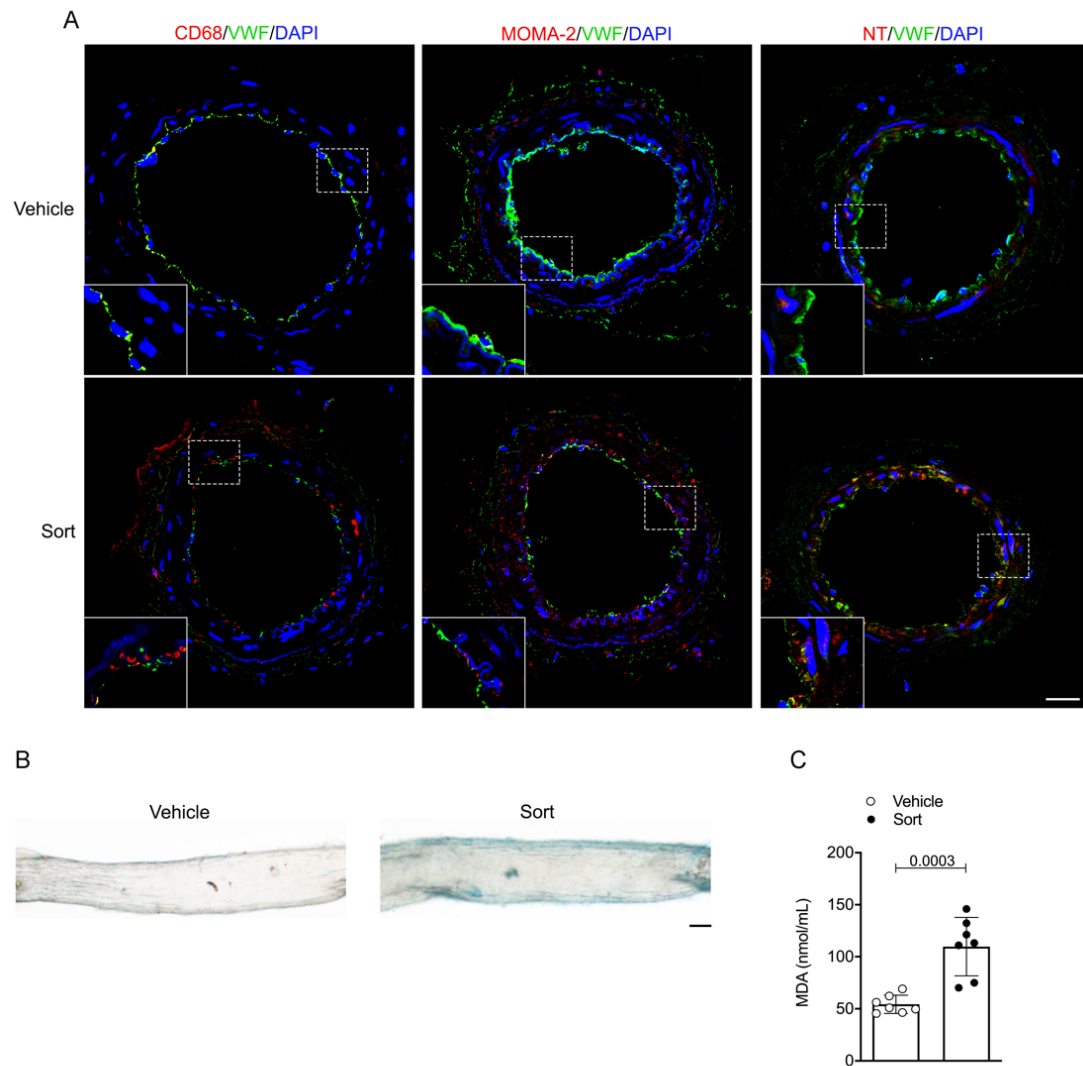 A
CD68/VWF/DAPI
MOMA-2/VWF/DAPI
NT/VWF/DAPI
Vehicle
Sort
B
Vehicle
Sort
C
Vehicle
Sort
0.0003
MDA (nmol/mL)
200
150
100
50
0